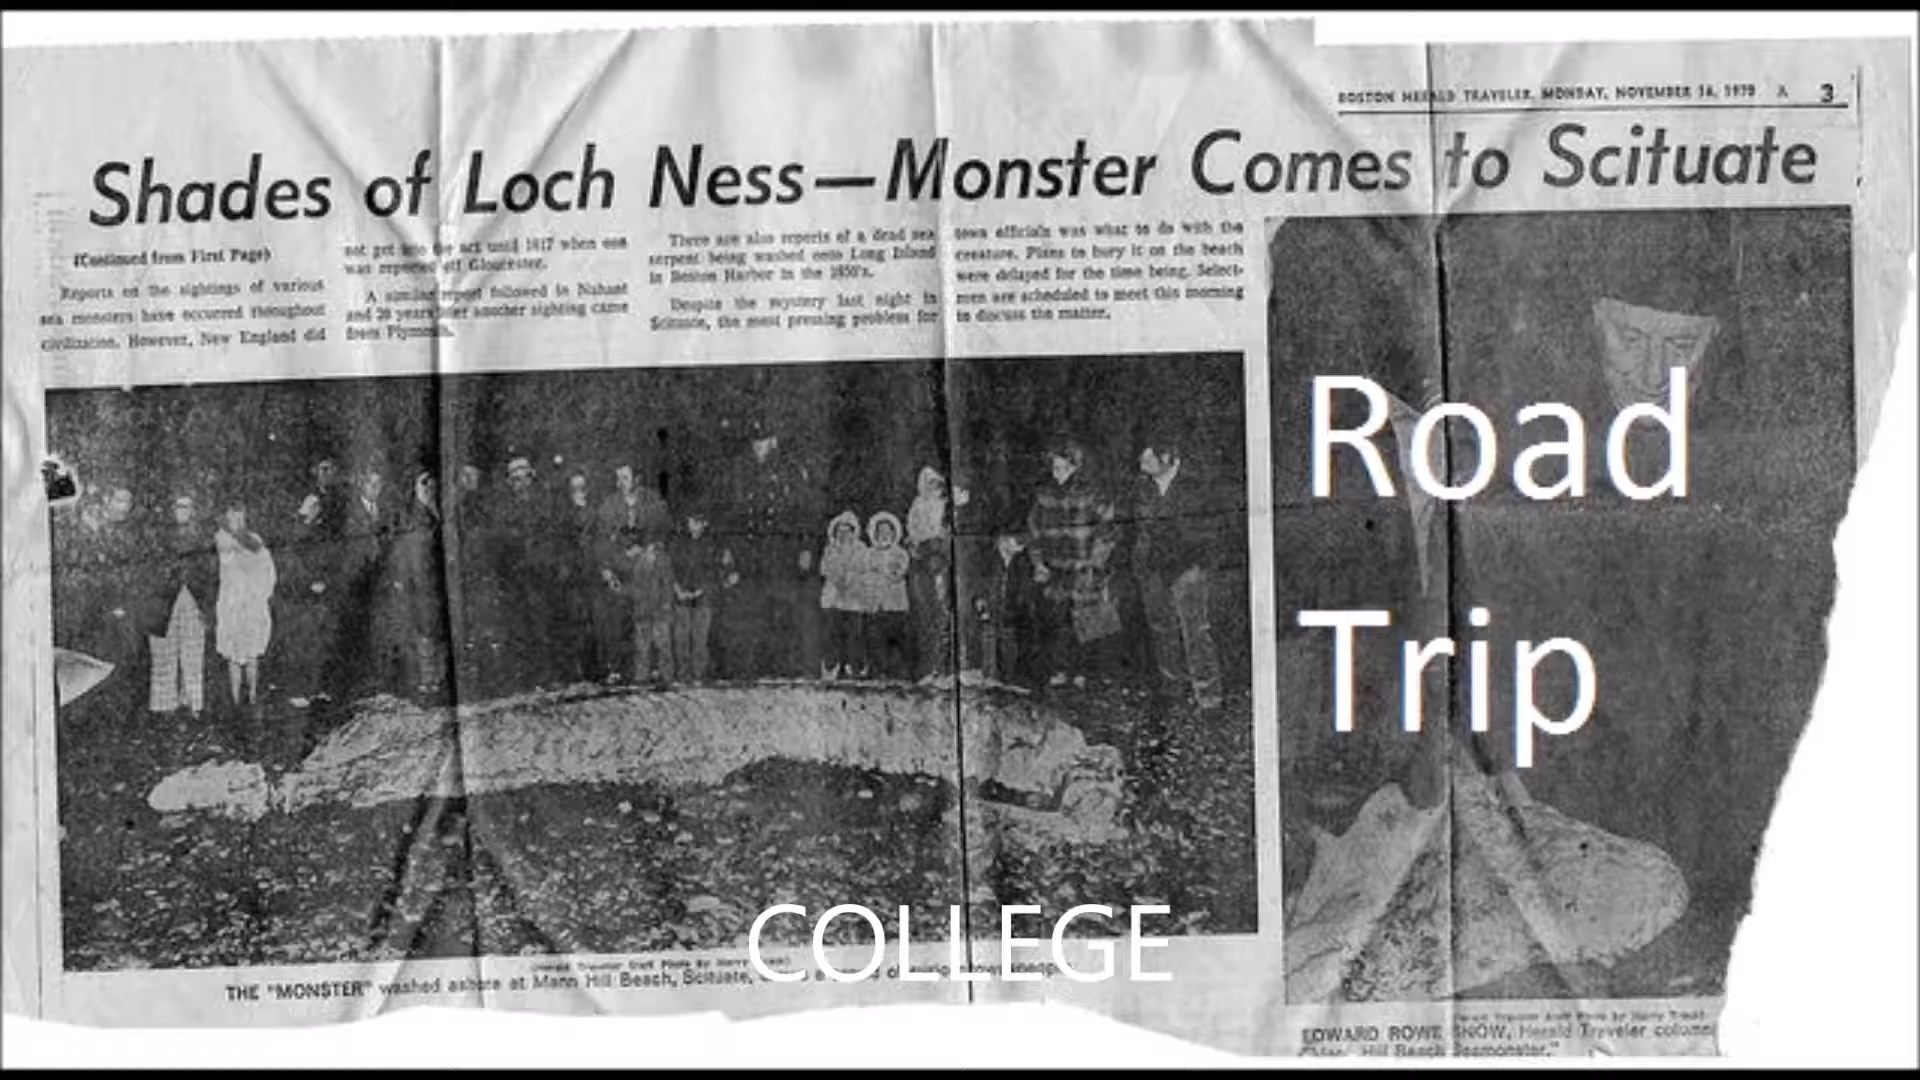 BOSTON HERALD TRAVELER, MONDAY, NOVEMBER 16, 1970 A 3
Shades of Loch Ness—Monster Comes to Scituate
(Continued from First Page)
Reports on the sightings of various
sea monsters have occurred throughout
civilization. However, New England did
not get into the act until 1817 when one
was reported off Gloucester.
A similar report followed in Nahant
and 20 years later another sighting came
from Plymouth.
There are also reports of a dead sea
serpent being washed onto Long Island
in Boston Harbor in the 1850's.
Despite the mystery last night in
Scituate, the most pressing problem for
town officials was what to do with the
creature. Plans to bury it on the beach
were delayed for the time being. Select-
men are scheduled to meet this morning
to discuss the matter.
Road
Trip
COLLEGE
THE "MONSTER" washed ashore at Mann Hill Beach, Scituate,
EDWARD ROWE SNOW, Herald Traveler
Hill Beach Seamonster."